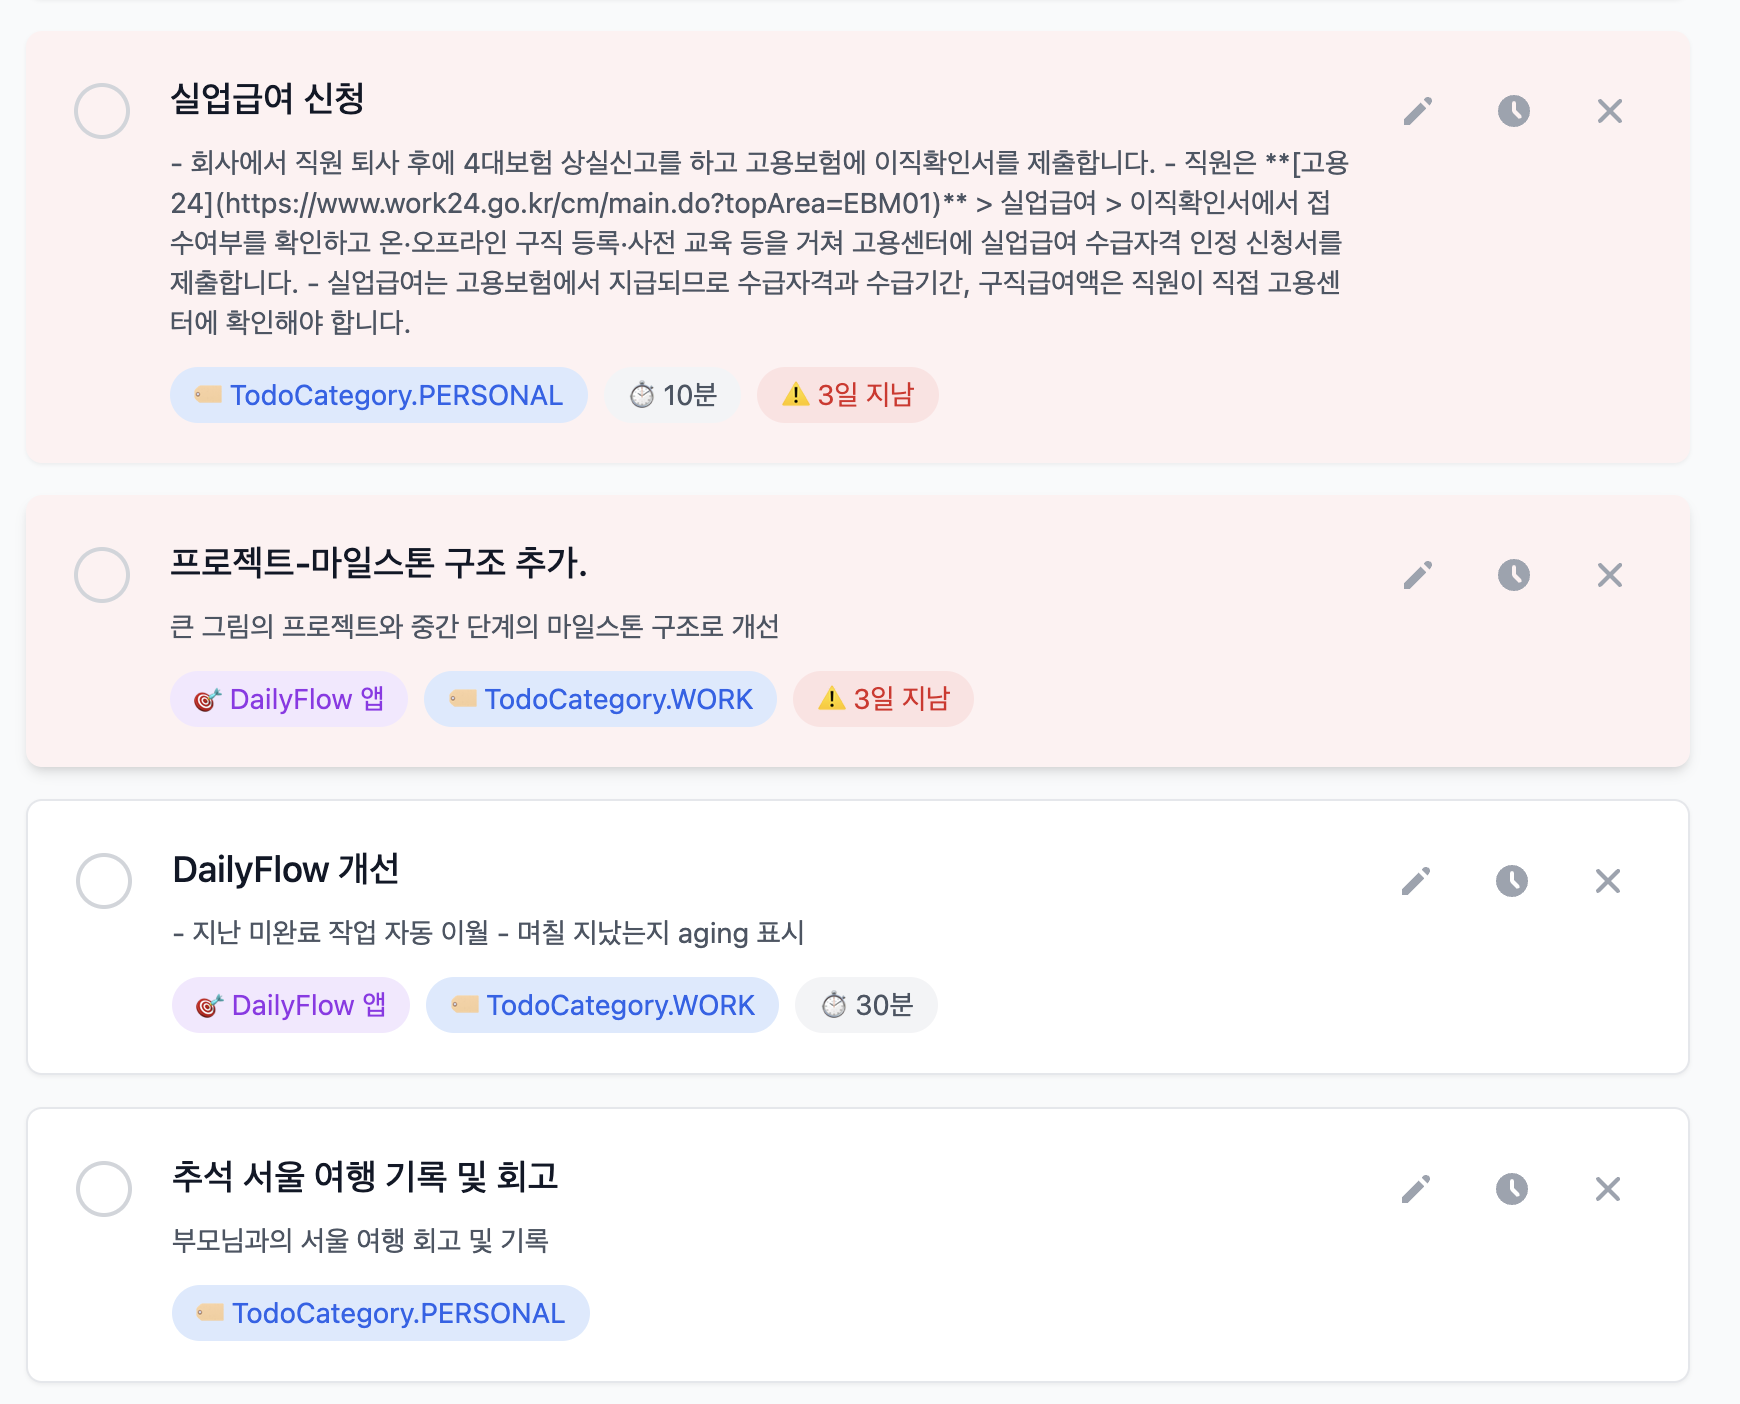 실업급여 신청
- 회사에서 직원 퇴사 후에 4대보험 상실신고를 하고 고용보험에 이직확인서를 제출합니다. - 직원은 **[고용
24](https://www.work24.go.kr/cm/main.do?topArea=EBM01)** > 실업급여 > 이직확인서에서 접
수여부를 확인하고 온·오프라인 구직 등록·사전 교육 등을 거쳐 고용센터에 실업급여 수급자격 인정 신청서를
제출합니다. - 실업급여는 고용보험에서 지급되므로 수급자격과 수급기간, 구직급여액은 직원이 직접 고용센
터에 확인해야 합니다.
🏷️ TodoCategory.PERSONAL ⏱️ 10분 ⚠️ 3일 지남
프로젝트-마일스톤 구조 추가.
큰 그림의 프로젝트와 중간 단계의 마일스톤 구조로 개선
🎯 DailyFlow 앱 🏷️ TodoCategory.WORK ⚠️ 3일 지남
DailyFlow 개선
- 지난 미완료 작업 자동 이월 - 며칠 지났는지 aging 표시
🎯 DailyFlow 앱 🏷️ TodoCategory.WORK ⏱️ 30분
추석 서울 여행 기록 및 회고
부모님과의 서울 여행 회고 및 기록
🏷️ TodoCategory.PERSONAL